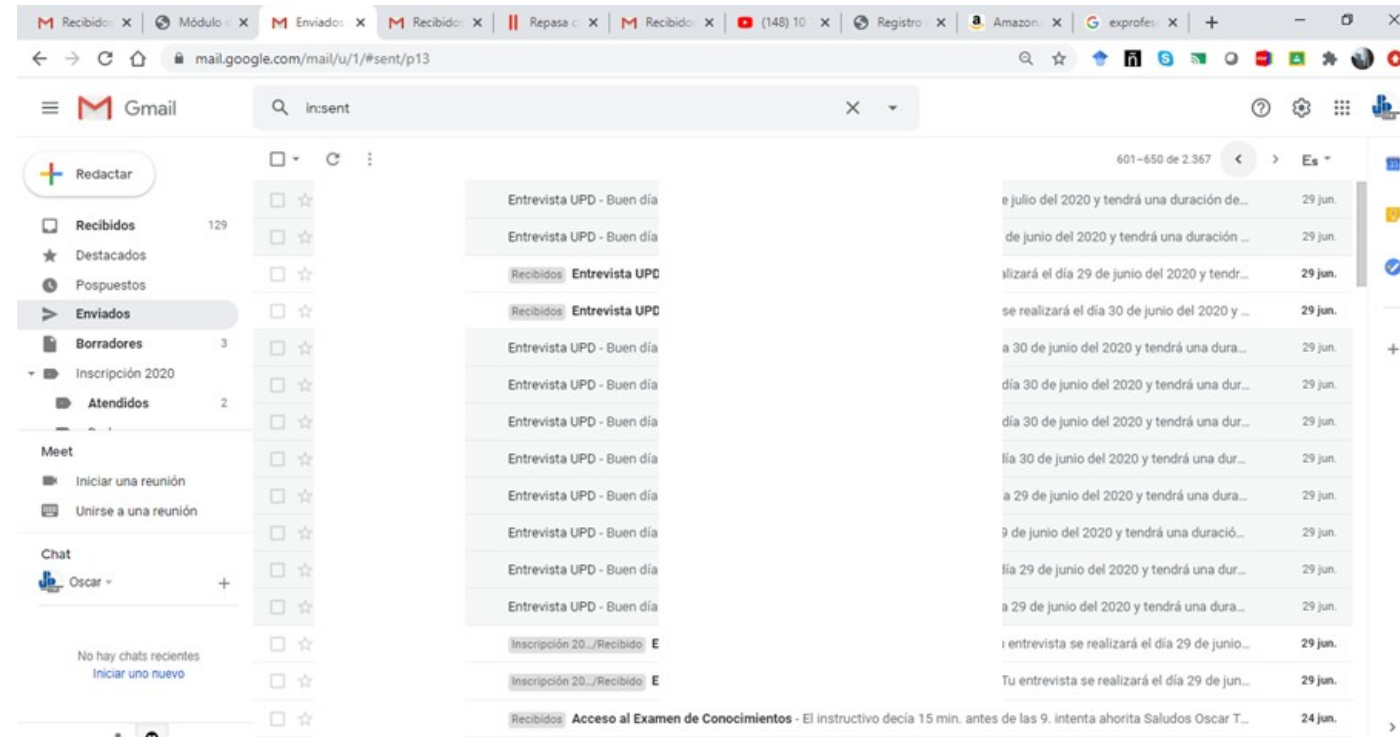 Recibidos Módulo c Enviados Recibidos Repasa c Recibidos (148) 10 Registro Amazon. exprofes
mail.google.com/mail/u/1/#sent/p13
Gmail in:sent
Redactar 601–650 de 2.367 Es
Recibidos 129
Destacados
Pospuestos
Enviados
Borradores 3
Inscripción 2020
Atendidos 2
Meet
Iniciar una reunión
Unirse a una reunión
Chat
Oscar
No hay chats recientes
Iniciar uno nuevo
Entrevista UPD - Buen día e julio del 2020 y tendrá una duración de... 29 jun.
Entrevista UPD - Buen día de junio del 2020 y tendrá una duración ... 29 jun.
Recibidos Entrevista UPD alizará el día 29 de junio del 2020 y tendr... 29 jun.
Recibidos Entrevista UPD se realizará el día 30 de junio del 2020 y ... 29 jun.
Entrevista UPD - Buen día a 30 de junio del 2020 y tendrá una dura... 29 jun.
Entrevista UPD - Buen día día 30 de junio del 2020 y tendrá una dur... 29 jun.
Entrevista UPD - Buen día día 30 de junio del 2020 y tendrá una dur... 29 jun.
Entrevista UPD - Buen día ía 30 de junio del 2020 y tendrá una dur... 29 jun.
Entrevista UPD - Buen día a 29 de junio del 2020 y tendrá una dura... 29 jun.
Entrevista UPD - Buen día 9 de junio del 2020 y tendrá una duració... 29 jun.
Entrevista UPD - Buen día ía 29 de junio del 2020 y tendrá una dur... 29 jun.
Entrevista UPD - Buen día a 29 de junio del 2020 y tendrá una dura... 29 jun.
Inscripción 20.../Recibido E entrevista se realizará el día 29 de junio... 29 jun.
Inscripción 20.../Recibido E Tu entrevista se realizará el día 29 de jun... 29 jun.
Recibidos Acceso al Examen de Conocimientos - El instructivo decía 15 min. antes de las 9. intenta ahorita Saludos Oscar T... 24 jun.